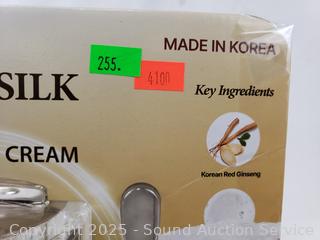 MADE IN KOREA
255.
4100
SILK
Key Ingredients
CREAM
Korean Red Ginseng
Copyright 2025 - Sound Auction Service